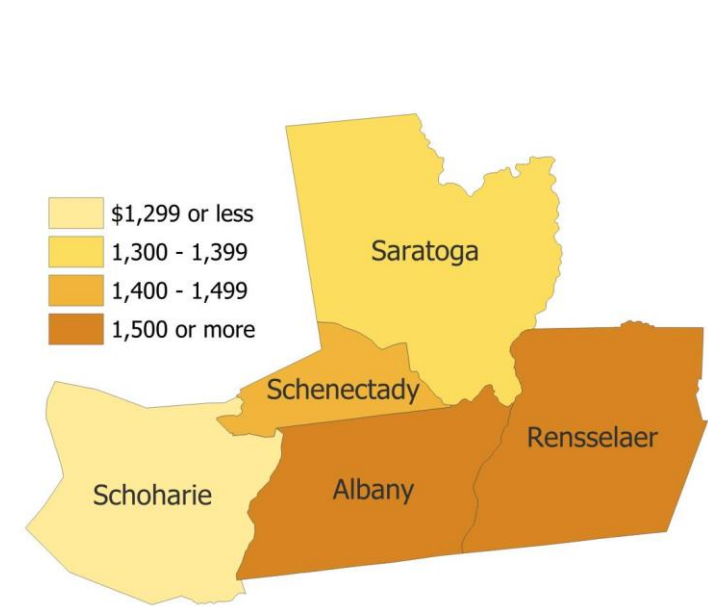 $1,299 or less
1,300 - 1,399
1,400 - 1,499
1,500 or more
Saratoga
Schenectady
Rensselaer
Albany
Schoharie